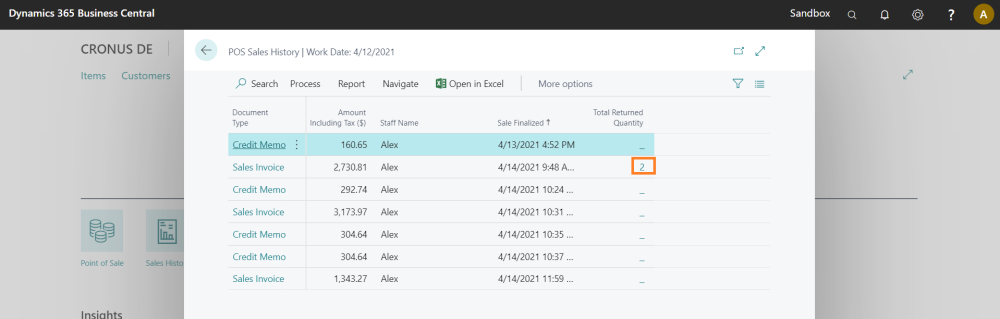 Dynamics 365 Business Central
Sandbox
?
A
CRONUS DE
Items Customers
POS Sales History | Work Date: 4/12/2021
Search Process Report Navigate Open in Excel More options
Document Type
Amount Including Tax ($)
Staff Name
Sale Finalized ↑
Total Returned Quantity
Credit Memo 160.65 Alex 4/13/2021 4:52 PM _
Sales Invoice 2,730.81 Alex 4/14/2021 9:48 A... 2
Credit Memo 292.74 Alex 4/14/2021 10:24 ... _
Sales Invoice 3,173.97 Alex 4/14/2021 10:31 ... _
Credit Memo 304.64 Alex 4/14/2021 10:35 ... _
Credit Memo 304.64 Alex 4/14/2021 10:37 ... _
Sales Invoice 1,343.27 Alex 4/14/2021 11:59 ... _
Point of Sale
Sales Histo
Insights